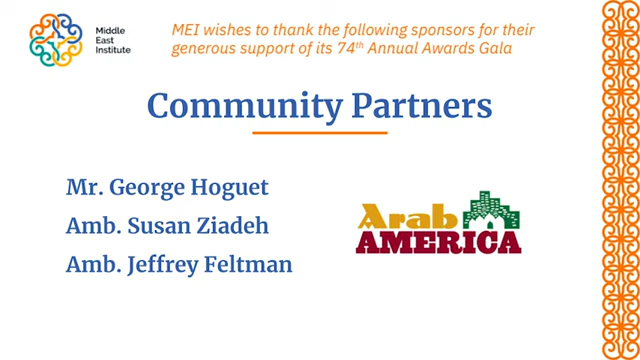 Middle
East
Institute
MEI wishes to thank the following sponsors for their
generous support of its 74th Annual Awards Gala
Community Partners
Mr. George Hoguet
Amb. Susan Ziadeh
Amb. Jeffrey Feltman
Arab
AMERICA